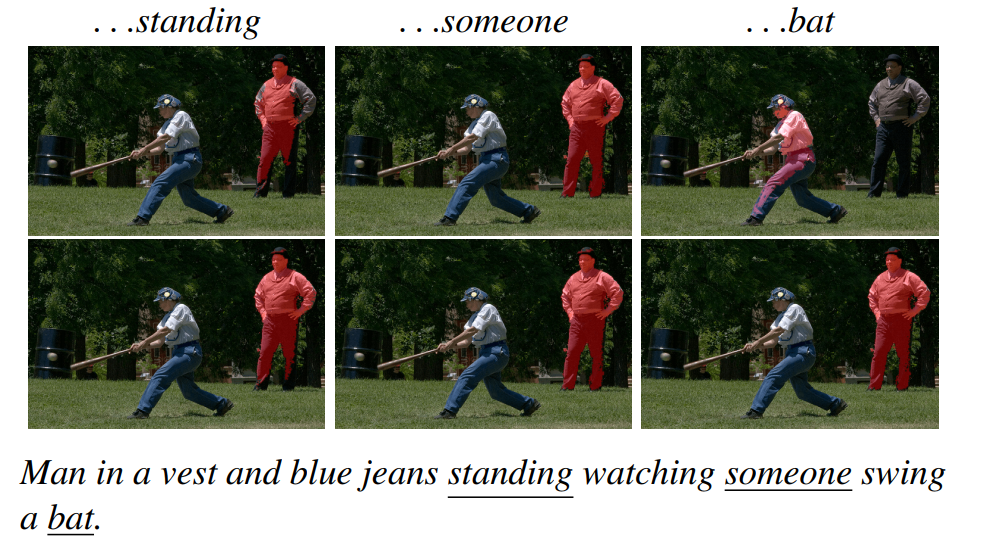 . . .standing . . .someone . . .bat
Man in a vest and blue jeans standing watching someone swing
a bat.